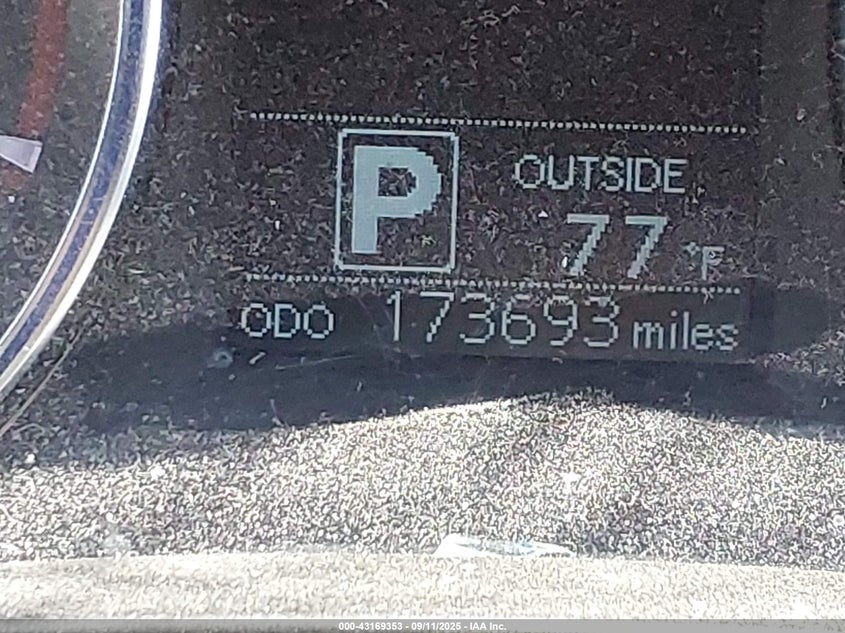 P
OUTSIDE
77 °F
ODO 173693 miles
000-43169353 - 09/11/2025 - IAA Inc.